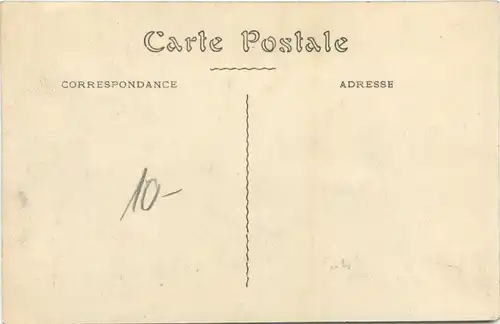 Carte Postale
CORRESPONDANCE
ADRESSE
10-